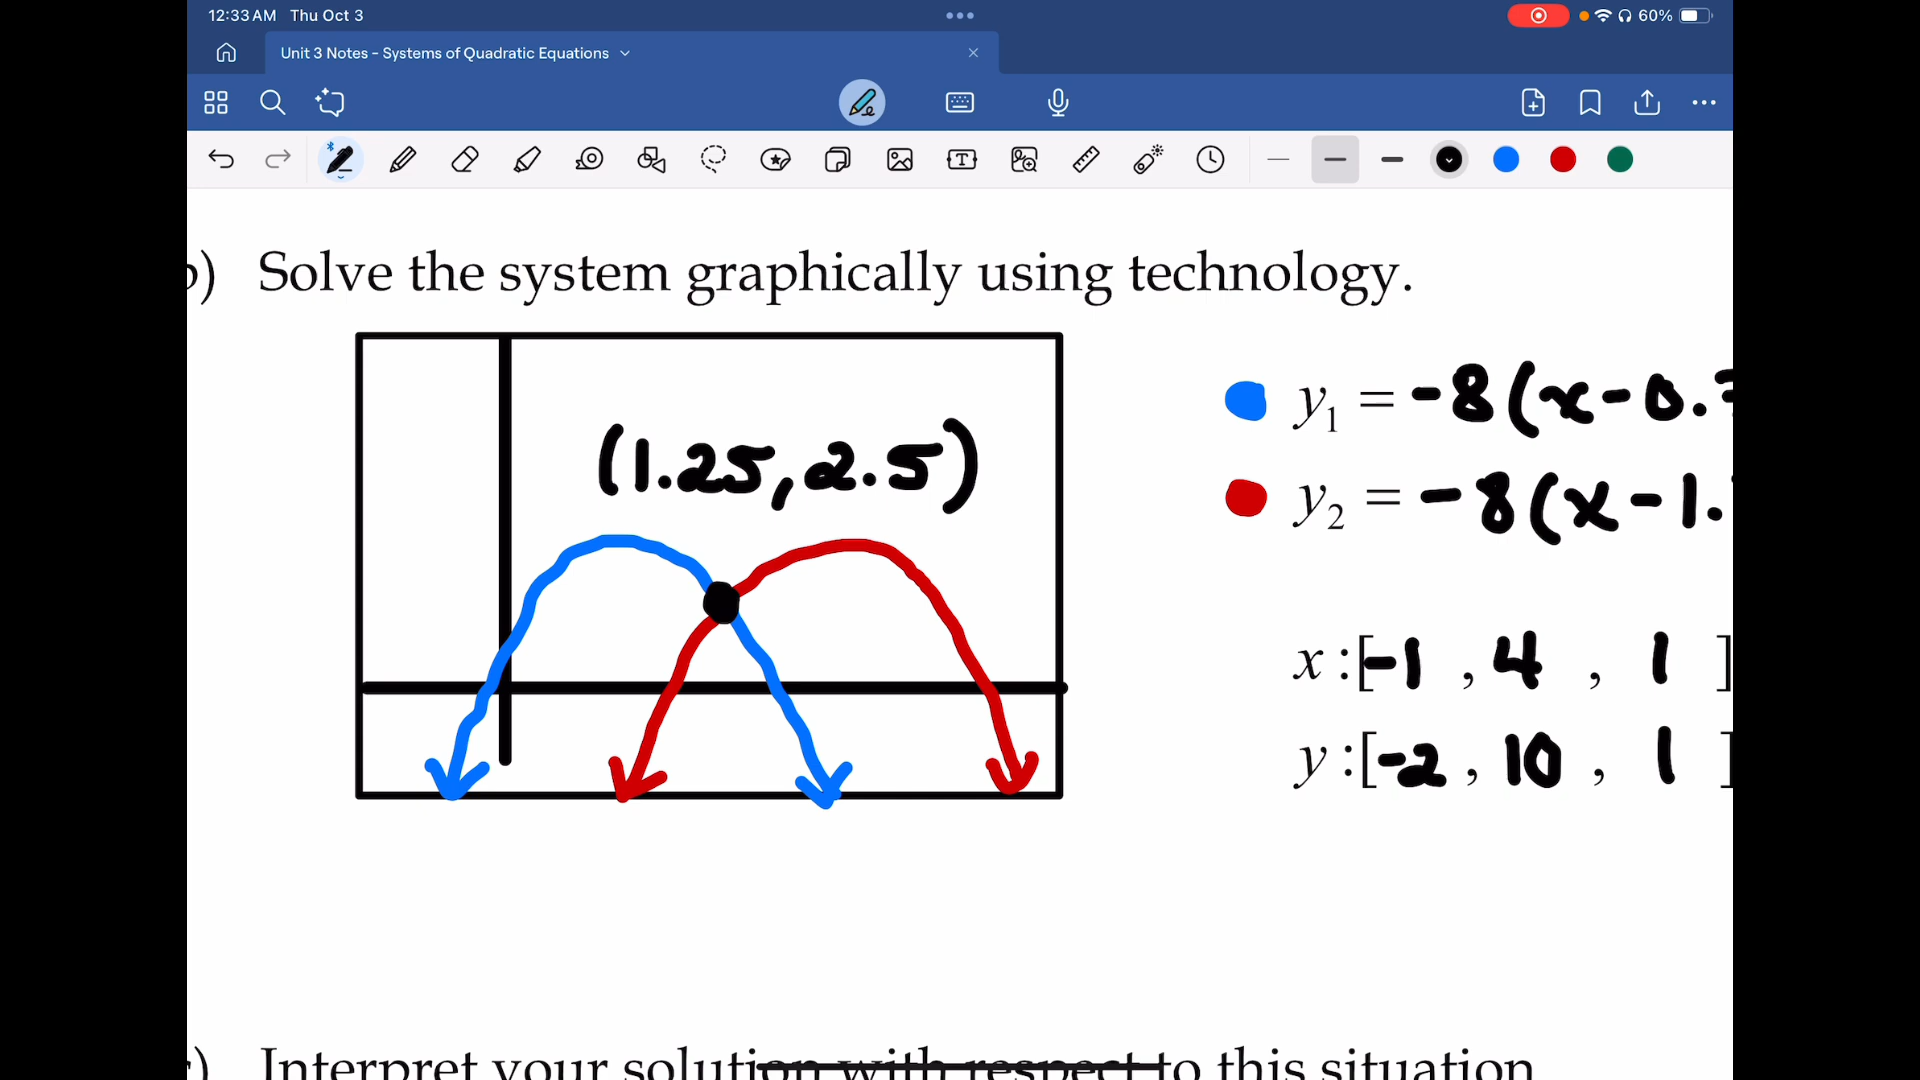 12:33 AM Thu Oct 3
60%
Unit 3 Notes - Systems of Quadratic Equations
b) Solve the system graphically using technology.
(1.25, 2.5)
y₁ = -8(x-0.
y₂ = -8(x-1.
x:[-1 , 4 , 1 ]
y:[-2 , 10 , 1 ]
Interpret your solution with respect to this situation